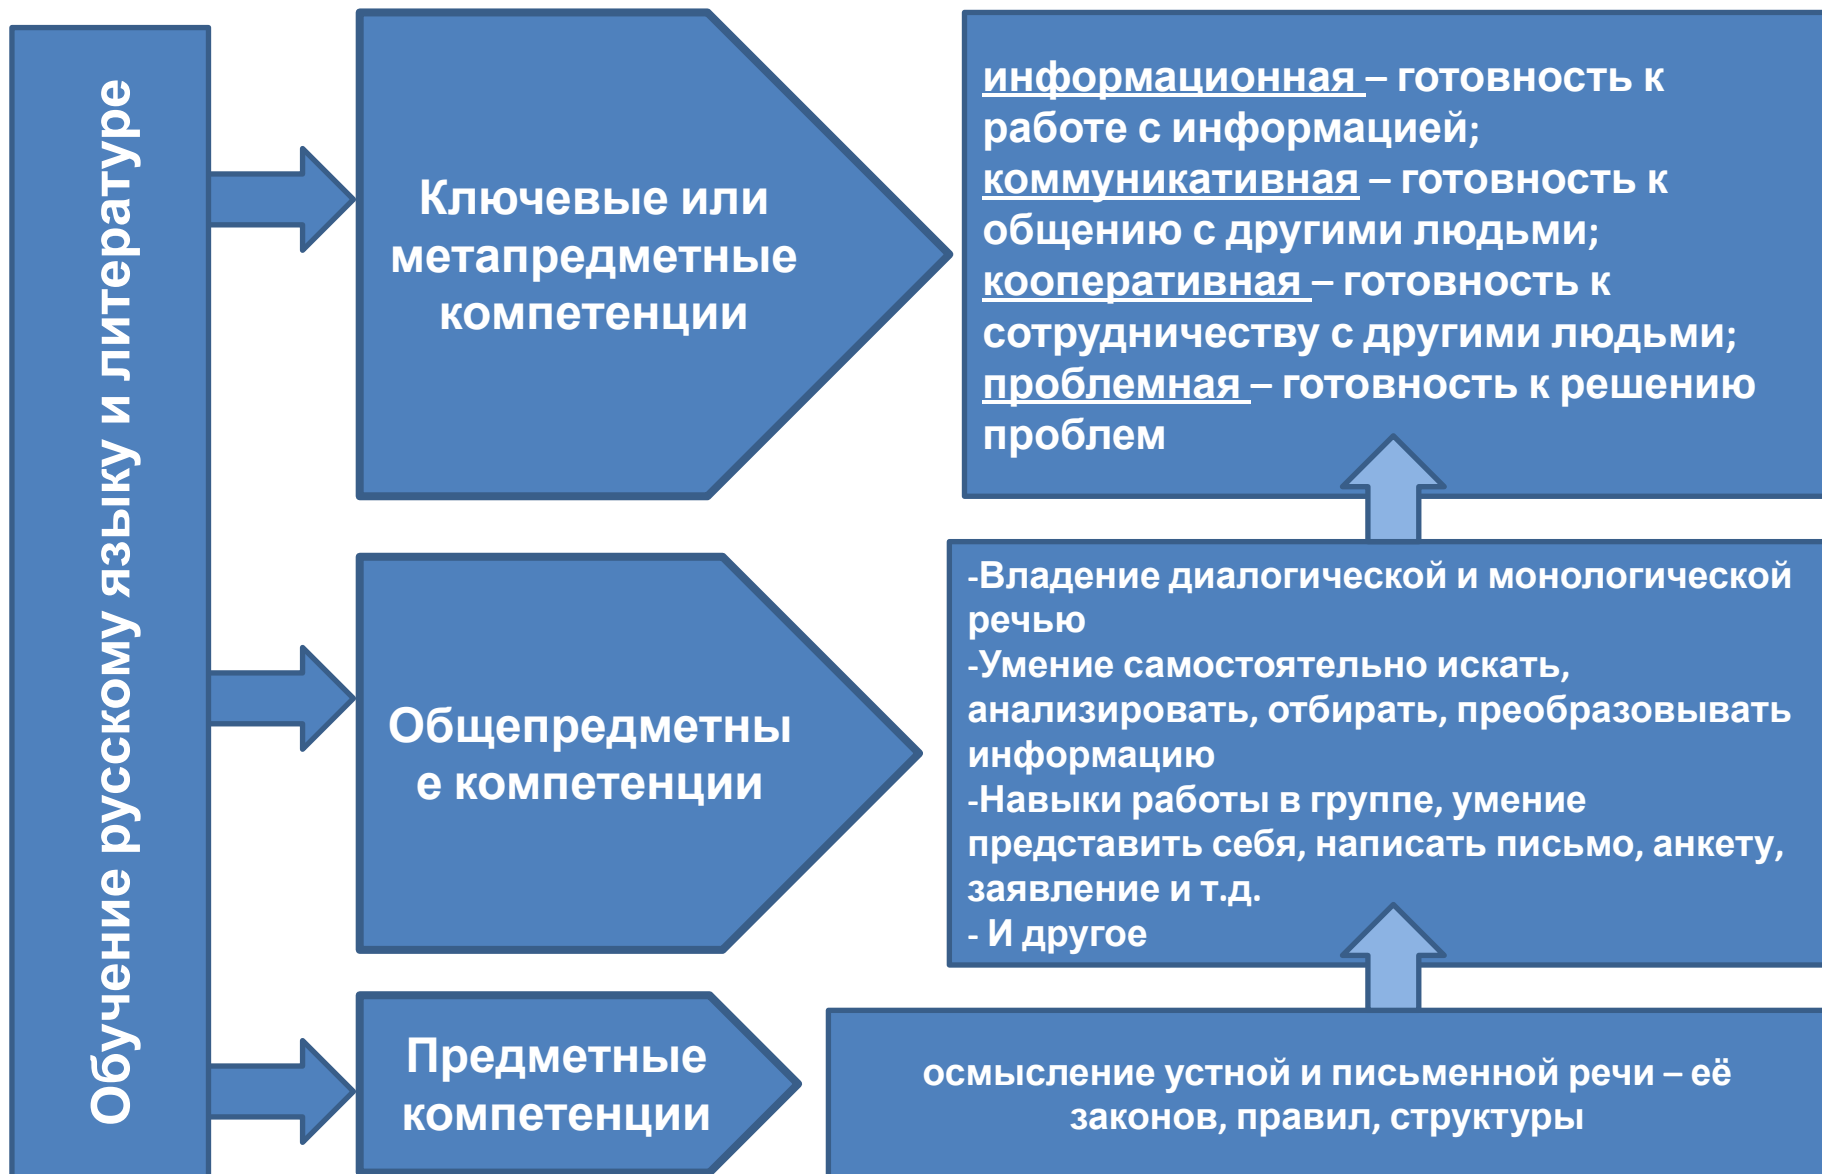 Обучение русскому языку и литературе
Ключевые или
метапредметные
компетенции
информационная – готовность к
работе с информацией;
коммуникативная – готовность к
общению с другими людьми;
кооперативная – готовность к
сотрудничеству с другими людьми;
проблемная – готовность к решению
проблем
Общепредметны
е компетенции
-Владение диалогической и монологической
речью
-Умение самостоятельно искать,
анализировать, отбирать, преобразовывать
информацию
-Навыки работы в группе, умение
представить себя, написать письмо, анкету,
заявление и т.д.
- И другое
Предметные
компетенции
осмысление устной и письменной речи – её
законов, правил, структуры